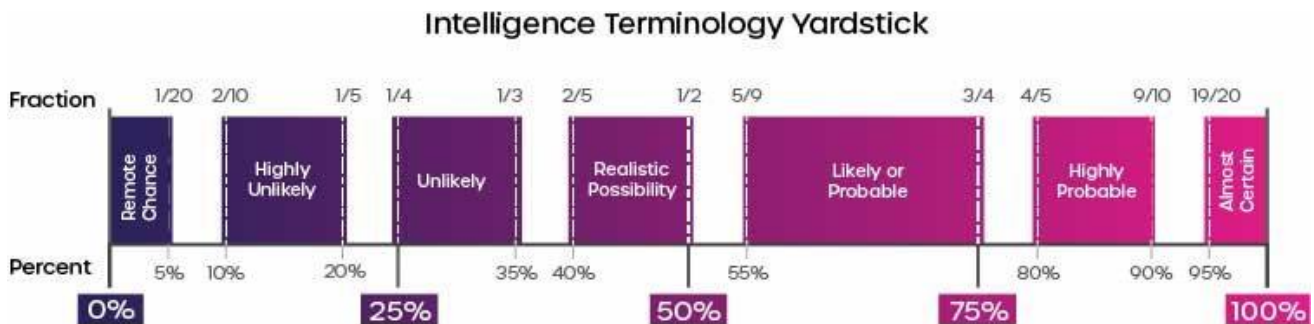 Intelligence Terminology Yardstick
Fraction 1/20 2/10 1/5 1/4 1/3 2/5 1/2 5/9 3/4 4/5 9/10 19/20
Remote
Chance
Highly
Unlikely
Unlikely
Realistic
Possibility
Likely or
Probable
Highly
Probable
Almost
Certain
Percent 5% 10% 20% 35% 40% 55% 80% 90% 95%
0% 25% 50% 75% 100%